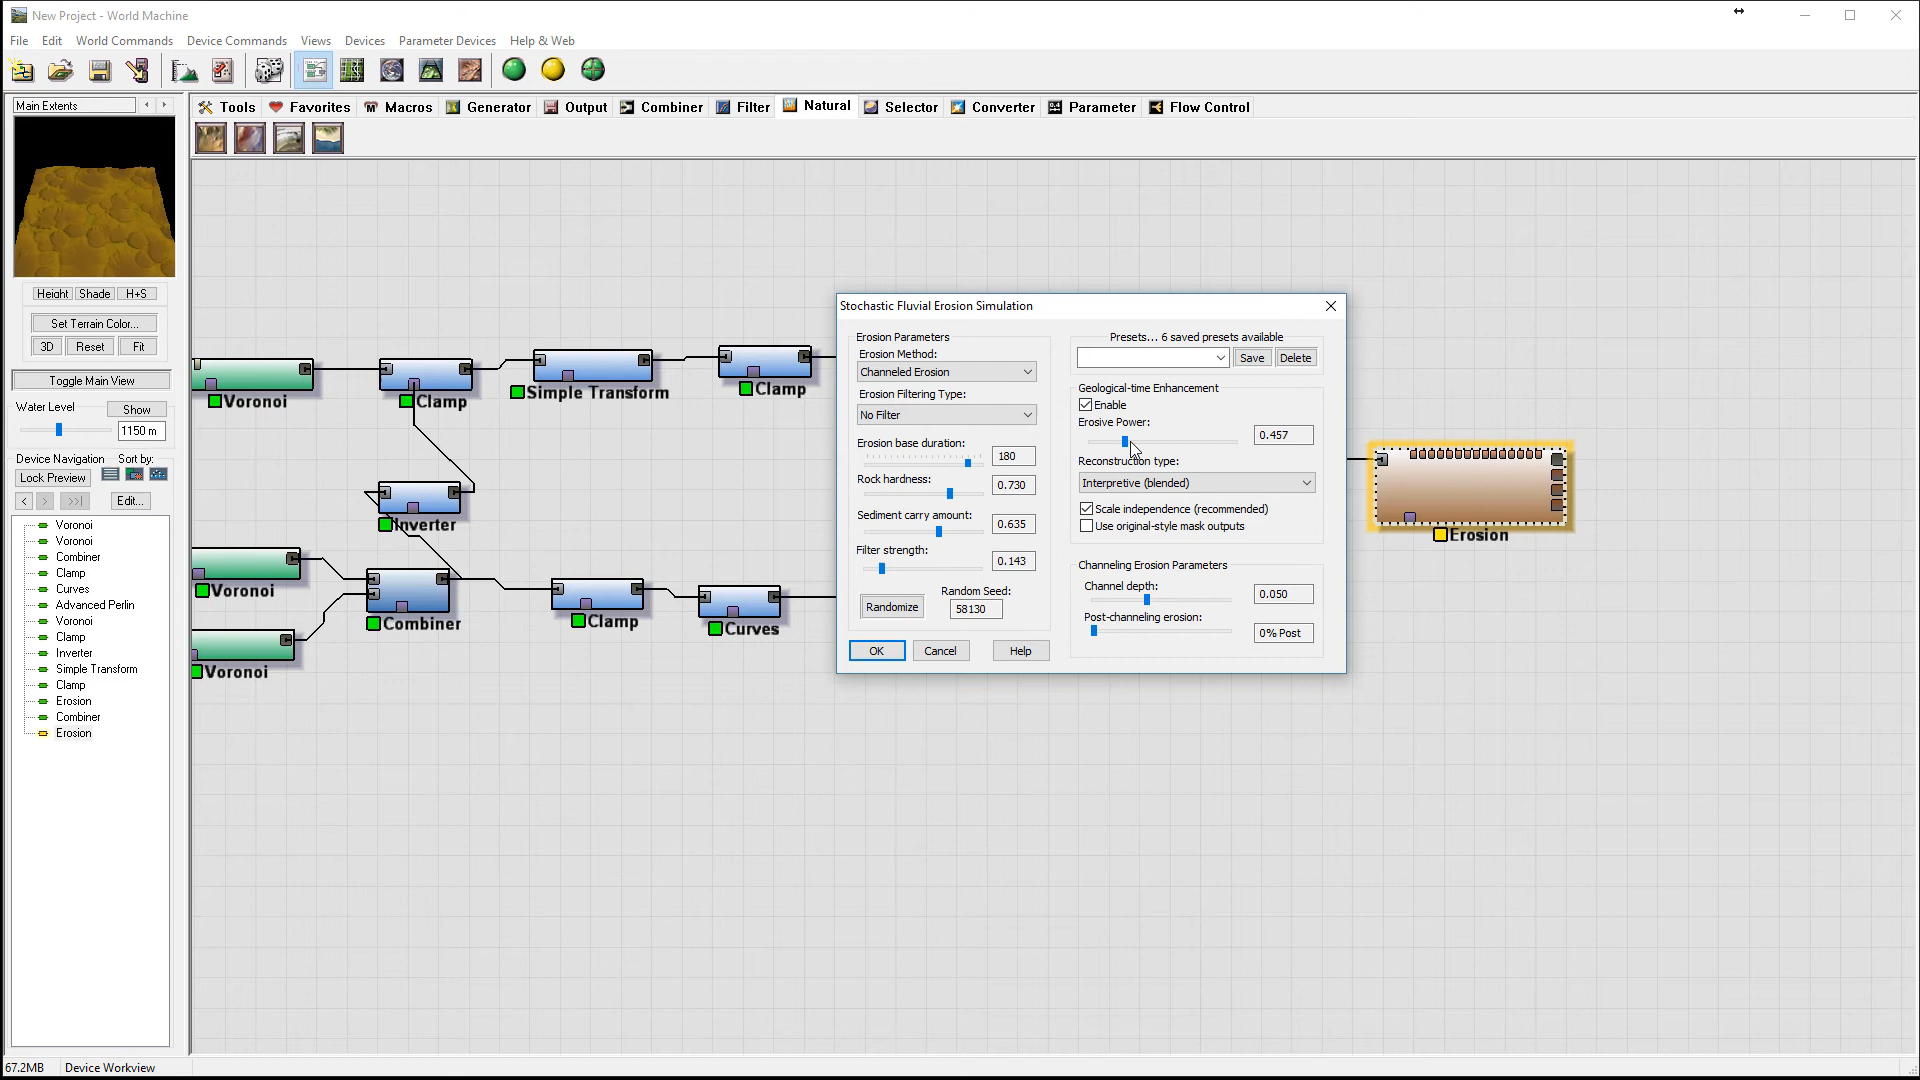 New Project - World Machine
File Edit World Commands Device Commands Views Devices Parameter Devices Help & Web
Main Extents
Tools Favorites Macros Generator Output Combiner Filter Natural Selector Converter Parameter Flow Control
Height Shade H+S
Set Terrain Color...
3D Reset Fit
Toggle Main View
Water Level Show
1150 m
Device Navigation Sort by:
Lock Preview
< > >>| Edit...
Voronoi
Voronoi
Combiner
Clamp
Curves
Advanced Perlin
Voronoi
Clamp
Inverter
Simple Transform
Clamp
Erosion
Combiner
Erosion
Voronoi
Clamp
Simple Transform
Clamp
Inverter
Voronoi
Combiner
Clamp
Curves
Voronoi
Erosion
Stochastic Fluvial Erosion Simulation
Erosion Parameters
Erosion Method:
Channeled Erosion
Erosion Filtering Type:
No Filter
Erosion base duration:
180
Rock hardness:
0.730
Sediment carry amount:
0.635
Filter strength:
0.143
Randomize
Random Seed:
58130
OK Cancel Help
Presets... 6 saved presets available
Save Delete
Geological-time Enhancement
Enable
Erosive Power:
0.457
Reconstruction type:
Interpretive (blended)
Scale independence (recommended)
Use original-style mask outputs
Channeling Erosion Parameters
Channel depth:
0.050
Post-channeling erosion:
0% Post
67.2MB Device Workview